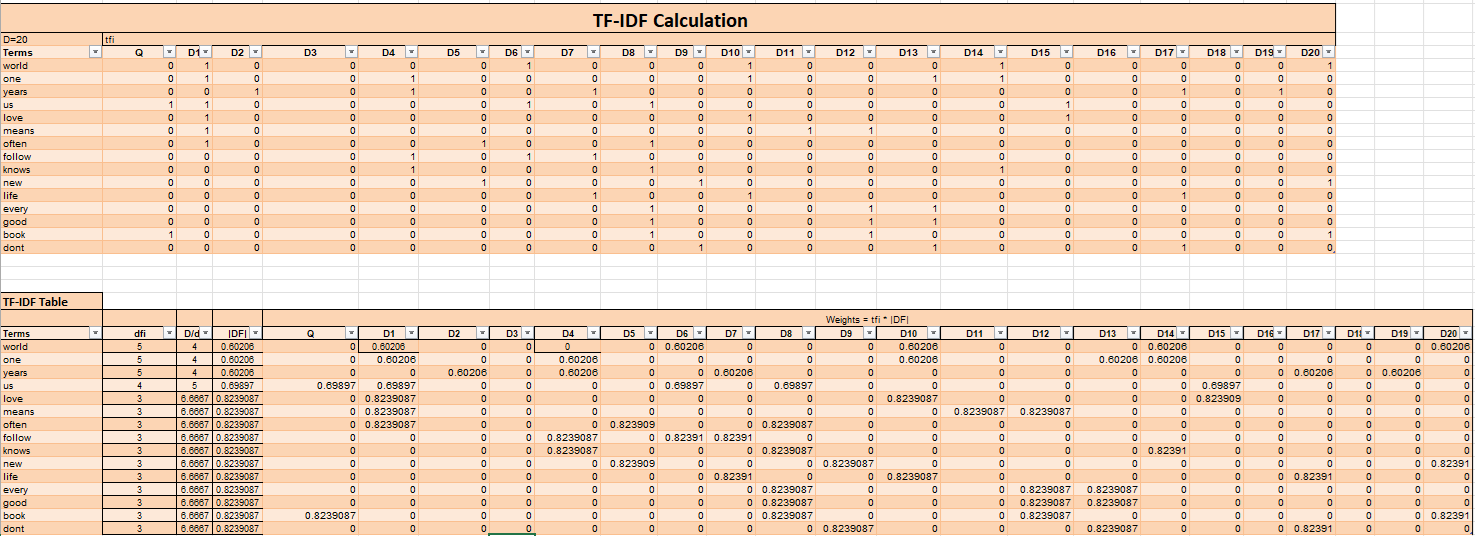 TF-IDF Calculation
D=20 tfi
Terms Q D1 D2 D3 D4 D5 D6 D7 D8 D9 D10 D11 D12 D13 D14 D15 D16 D17 D18 D19 D20
world 0 1 0 0 0 0 1 0 0 0 1 0 0 0 1 0 0 0 0 0 1
one 0 1 0 0 1 0 0 0 0 0 1 0 0 1 1 0 0 0 0 0 0
years 0 0 1 0 1 0 0 1 0 0 0 0 0 0 0 0 0 1 0 1 0
us 1 1 0 0 0 0 1 0 1 0 0 0 0 0 0 1 0 0 0 0 0
love 0 1 0 0 0 0 0 0 0 0 1 0 0 0 0 1 0 0 0 0 0
means 0 1 0 0 0 0 0 0 0 0 0 1 1 0 0 0 0 0 0 0 0
often 0 1 0 0 0 1 0 0 1 0 0 0 0 0 0 0 0 0 0 0 0
follow 0 0 0 0 1 0 1 1 0 0 0 0 0 0 0 0 0 0 0 0 0
knows 0 0 0 0 1 0 0 0 1 0 0 0 0 0 1 0 0 0 0 0 0
new 0 0 0 0 0 1 0 0 0 1 0 0 0 0 0 0 0 0 0 0 1
life 0 0 0 0 0 0 0 1 0 0 1 0 0 0 0 0 0 1 0 0 0
every 0 0 0 0 0 0 0 0 1 0 0 0 1 1 0 0 0 0 0 0 0
good 0 0 0 0 0 0 0 0 1 0 0 0 1 1 0 0 0 0 0 0 0
book 1 0 0 0 0 0 0 0 1 0 0 0 1 0 0 0 0 0 0 0 1
dont 0 0 0 0 0 0 0 0 0 1 0 0 0 1 0 0 0 1 0 0 0
TF-IDF Table
Weights = tfi * |DF|
Terms dfi D/d |DF| Q D1 D2 D3 D4 D5 D6 D7 D8 D9 D10 D11 D12 D13 D14 D15 D16 D17 D18 D19 D20
world 5 4 0.60206 0 0.60206 0 0 0 0 0.60206 0 0 0 0.60206 0 0 0 0.60206 0 0 0 0 0 0.60206
one 5 4 0.60206 0 0.60206 0 0 0.60206 0 0 0 0 0 0.60206 0 0 0.60206 0.60206 0 0 0 0 0 0
years 5 4 0.60206 0 0 0.60206 0 0.60206 0 0 0.60206 0 0 0 0 0 0 0 0 0 0.60206 0 0.60206 0
us 4 5 0.69897 0.69897 0.69897 0 0 0 0 0.69897 0 0.69897 0 0 0 0 0 0 0.69897 0 0 0 0 0
love 3 6.6667 0.8239087 0 0.8239087 0 0 0 0 0 0 0 0 0.8239087 0 0 0 0 0.823909 0 0 0 0 0
means 3 6.6667 0.8239087 0 0.8239087 0 0 0 0 0 0 0 0 0 0.8239087 0.8239087 0 0 0 0 0 0 0 0
often 3 6.6667 0.8239087 0 0.8239087 0 0 0 0.823909 0 0 0.8239087 0 0 0 0 0 0 0 0 0 0 0 0
follow 3 6.6667 0.8239087 0 0 0 0 0.8239087 0 0.82391 0.82391 0 0 0 0 0 0 0 0 0 0 0 0 0
knows 3 6.6667 0.8239087 0 0 0 0 0.8239087 0 0 0 0.8239087 0 0 0 0 0 0.82391 0 0 0 0 0 0
new 3 6.6667 0.8239087 0 0 0 0 0 0.823909 0 0 0 0.8239087 0 0 0 0 0 0 0 0 0 0 0.82391
life 3 6.6667 0.8239087 0 0 0 0 0 0 0 0.82391 0 0 0.8239087 0 0 0 0 0 0 0.82391 0 0 0
every 3 6.6667 0.8239087 0 0 0 0 0 0 0 0 0.8239087 0 0 0 0.8239087 0.8239087 0 0 0 0 0 0 0
good 3 6.6667 0.8239087 0 0 0 0 0 0 0 0 0.8239087 0 0 0 0.8239087 0.8239087 0 0 0 0 0 0 0
book 3 6.6667 0.8239087 0.8239087 0 0 0 0 0 0 0 0.8239087 0 0 0 0.8239087 0 0 0 0 0 0 0 0.82391
dont 3 6.6667 0.8239087 0 0 0 0 0 0 0 0 0 0.8239087 0 0 0 0.8239087 0 0 0 0.82391 0 0 0